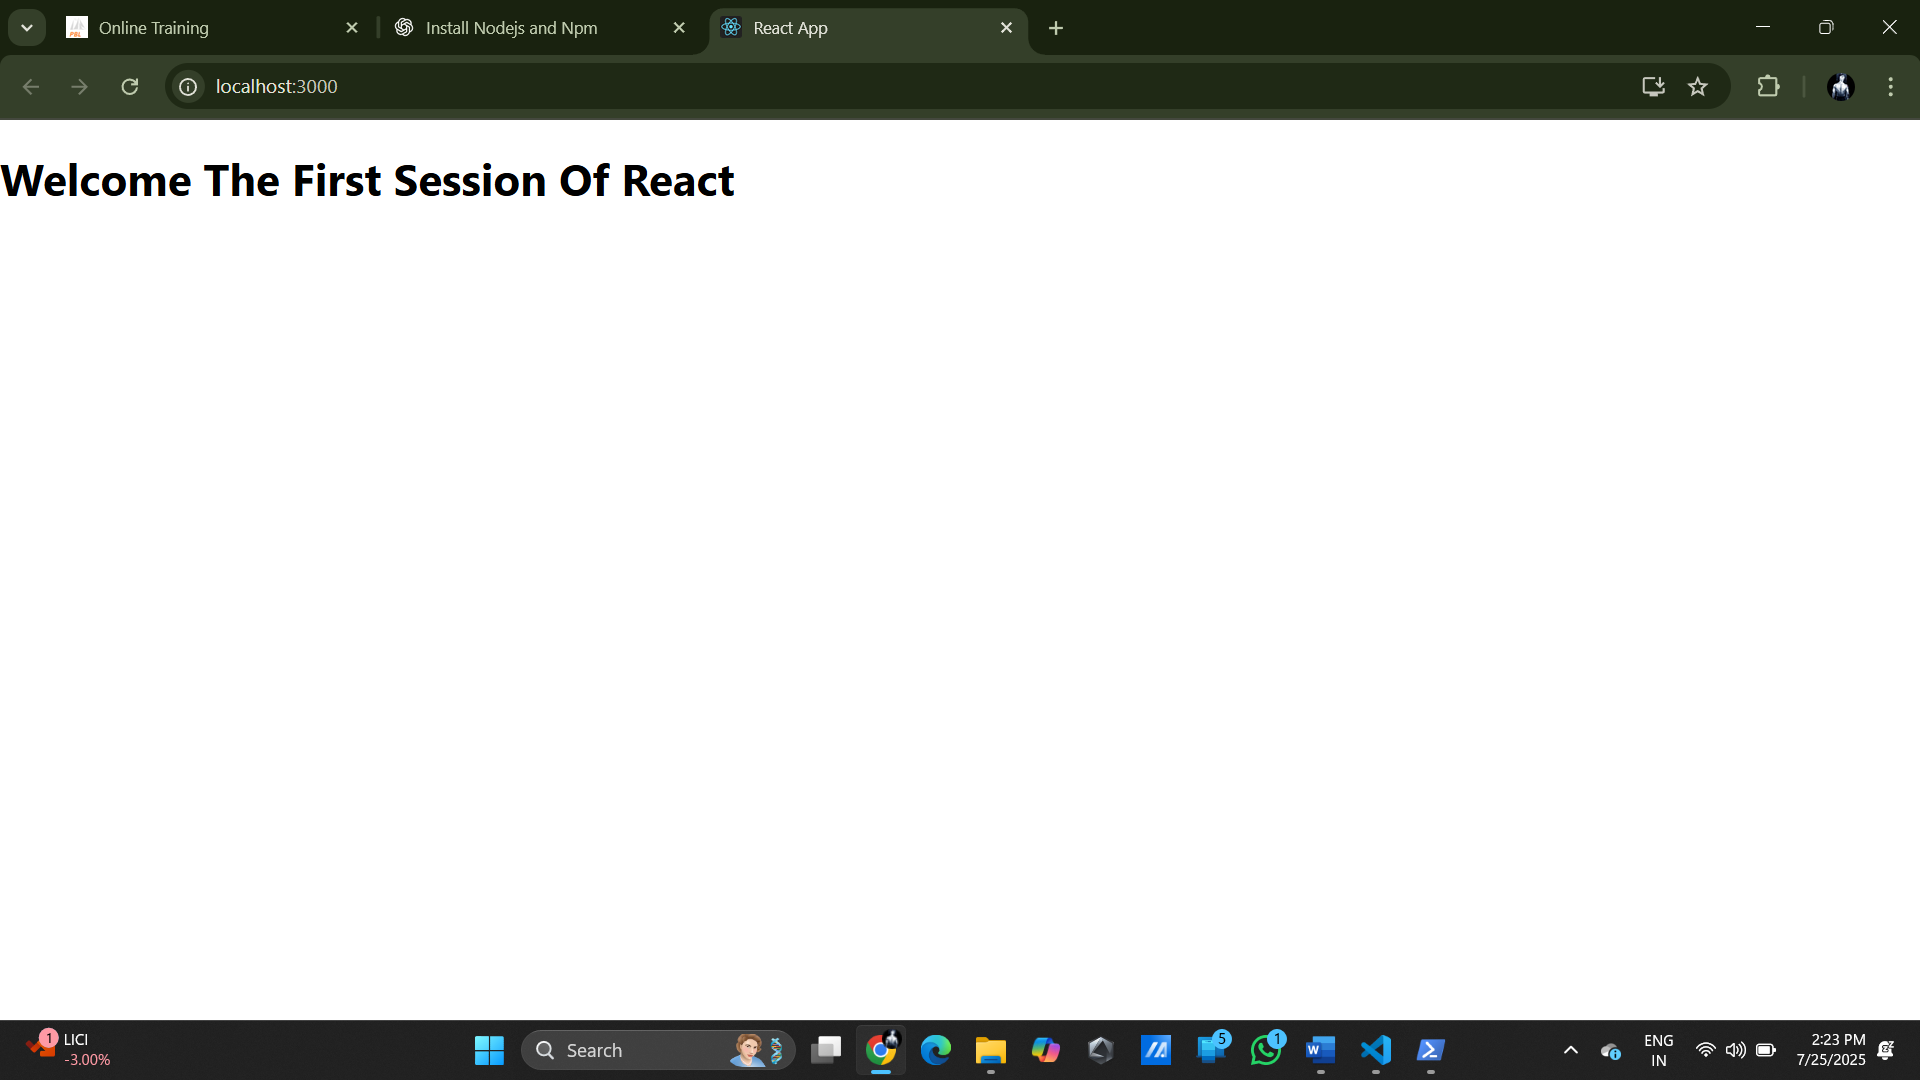 Online Training
Install Nodejs and Npm
React App
localhost:3000
Welcome The First Session Of React
1
LICI
-3.00%
Search
5
1
ENG
IN
2:23 PM
7/25/2025